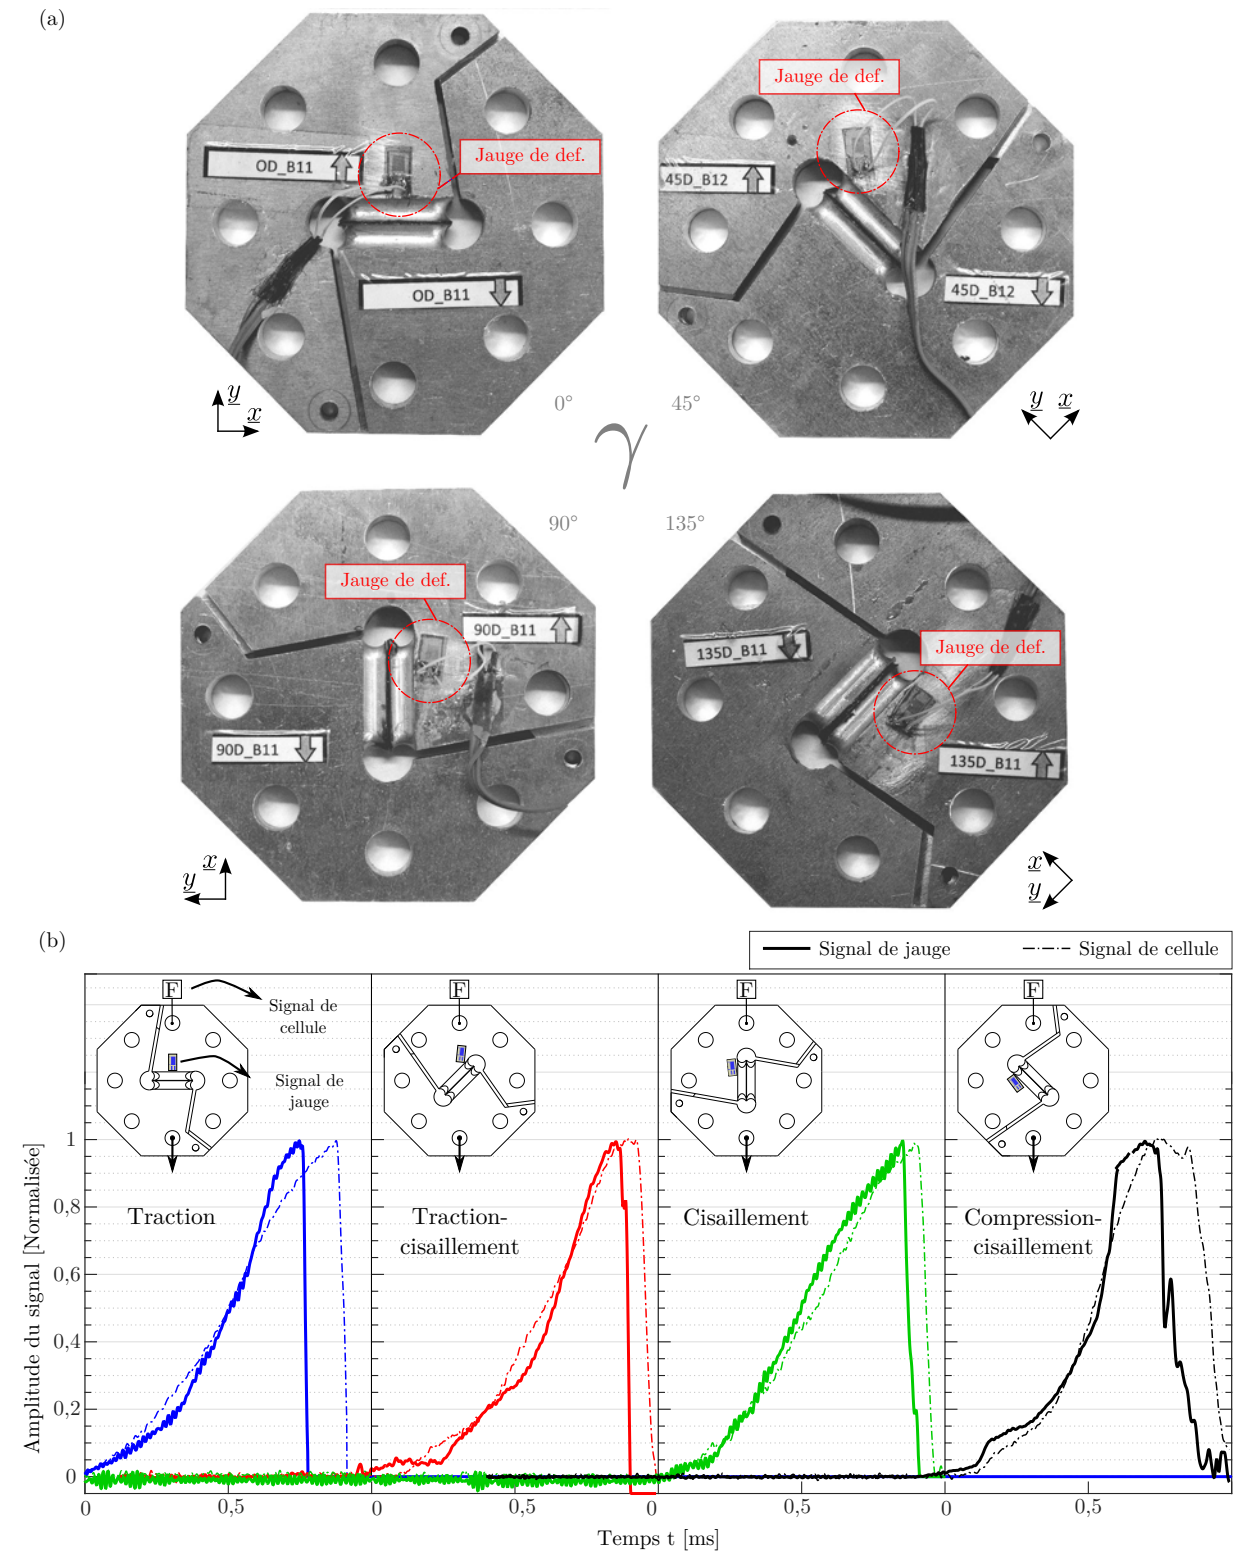 (a)
Jauge de def.
OD_B11
Jauge de def.
45D_B12
OD_B11
45D_B12
y
x
0°
45°
y x
γ
90°
135°
Jauge de def.
90D_B11
135D_B11
Jauge de def.
90D_B11
135D_B11
x
y
x
y
(b)
Signal de jauge
Signal de cellule
F
F
F
F
Signal de
cellule
Signal de
jauge
Amplitude du signal [Normalisée]
1
0,8
0,6
0,4
0,2
0
Traction
Traction-
cisaillement
Cisaillement
Compression-
cisaillement
0 0,5 0 0,5 0 0,5 0 0,5
Temps t [ms]